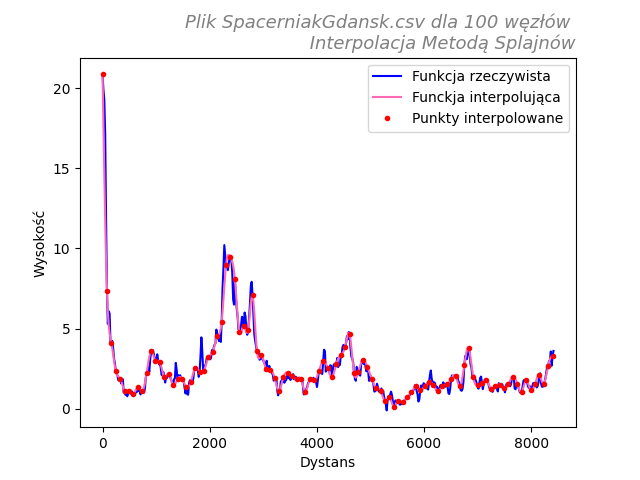 Plik SpacerniakGdansk.csv dla 100 węzłów
Interpolacja Metodą Splajnów
Funkcja rzeczywista
Funckja interpolująca
Punkty interpolowane
Wysokość
20
15
10
5
0
0 2000 4000 6000 8000
Dystans